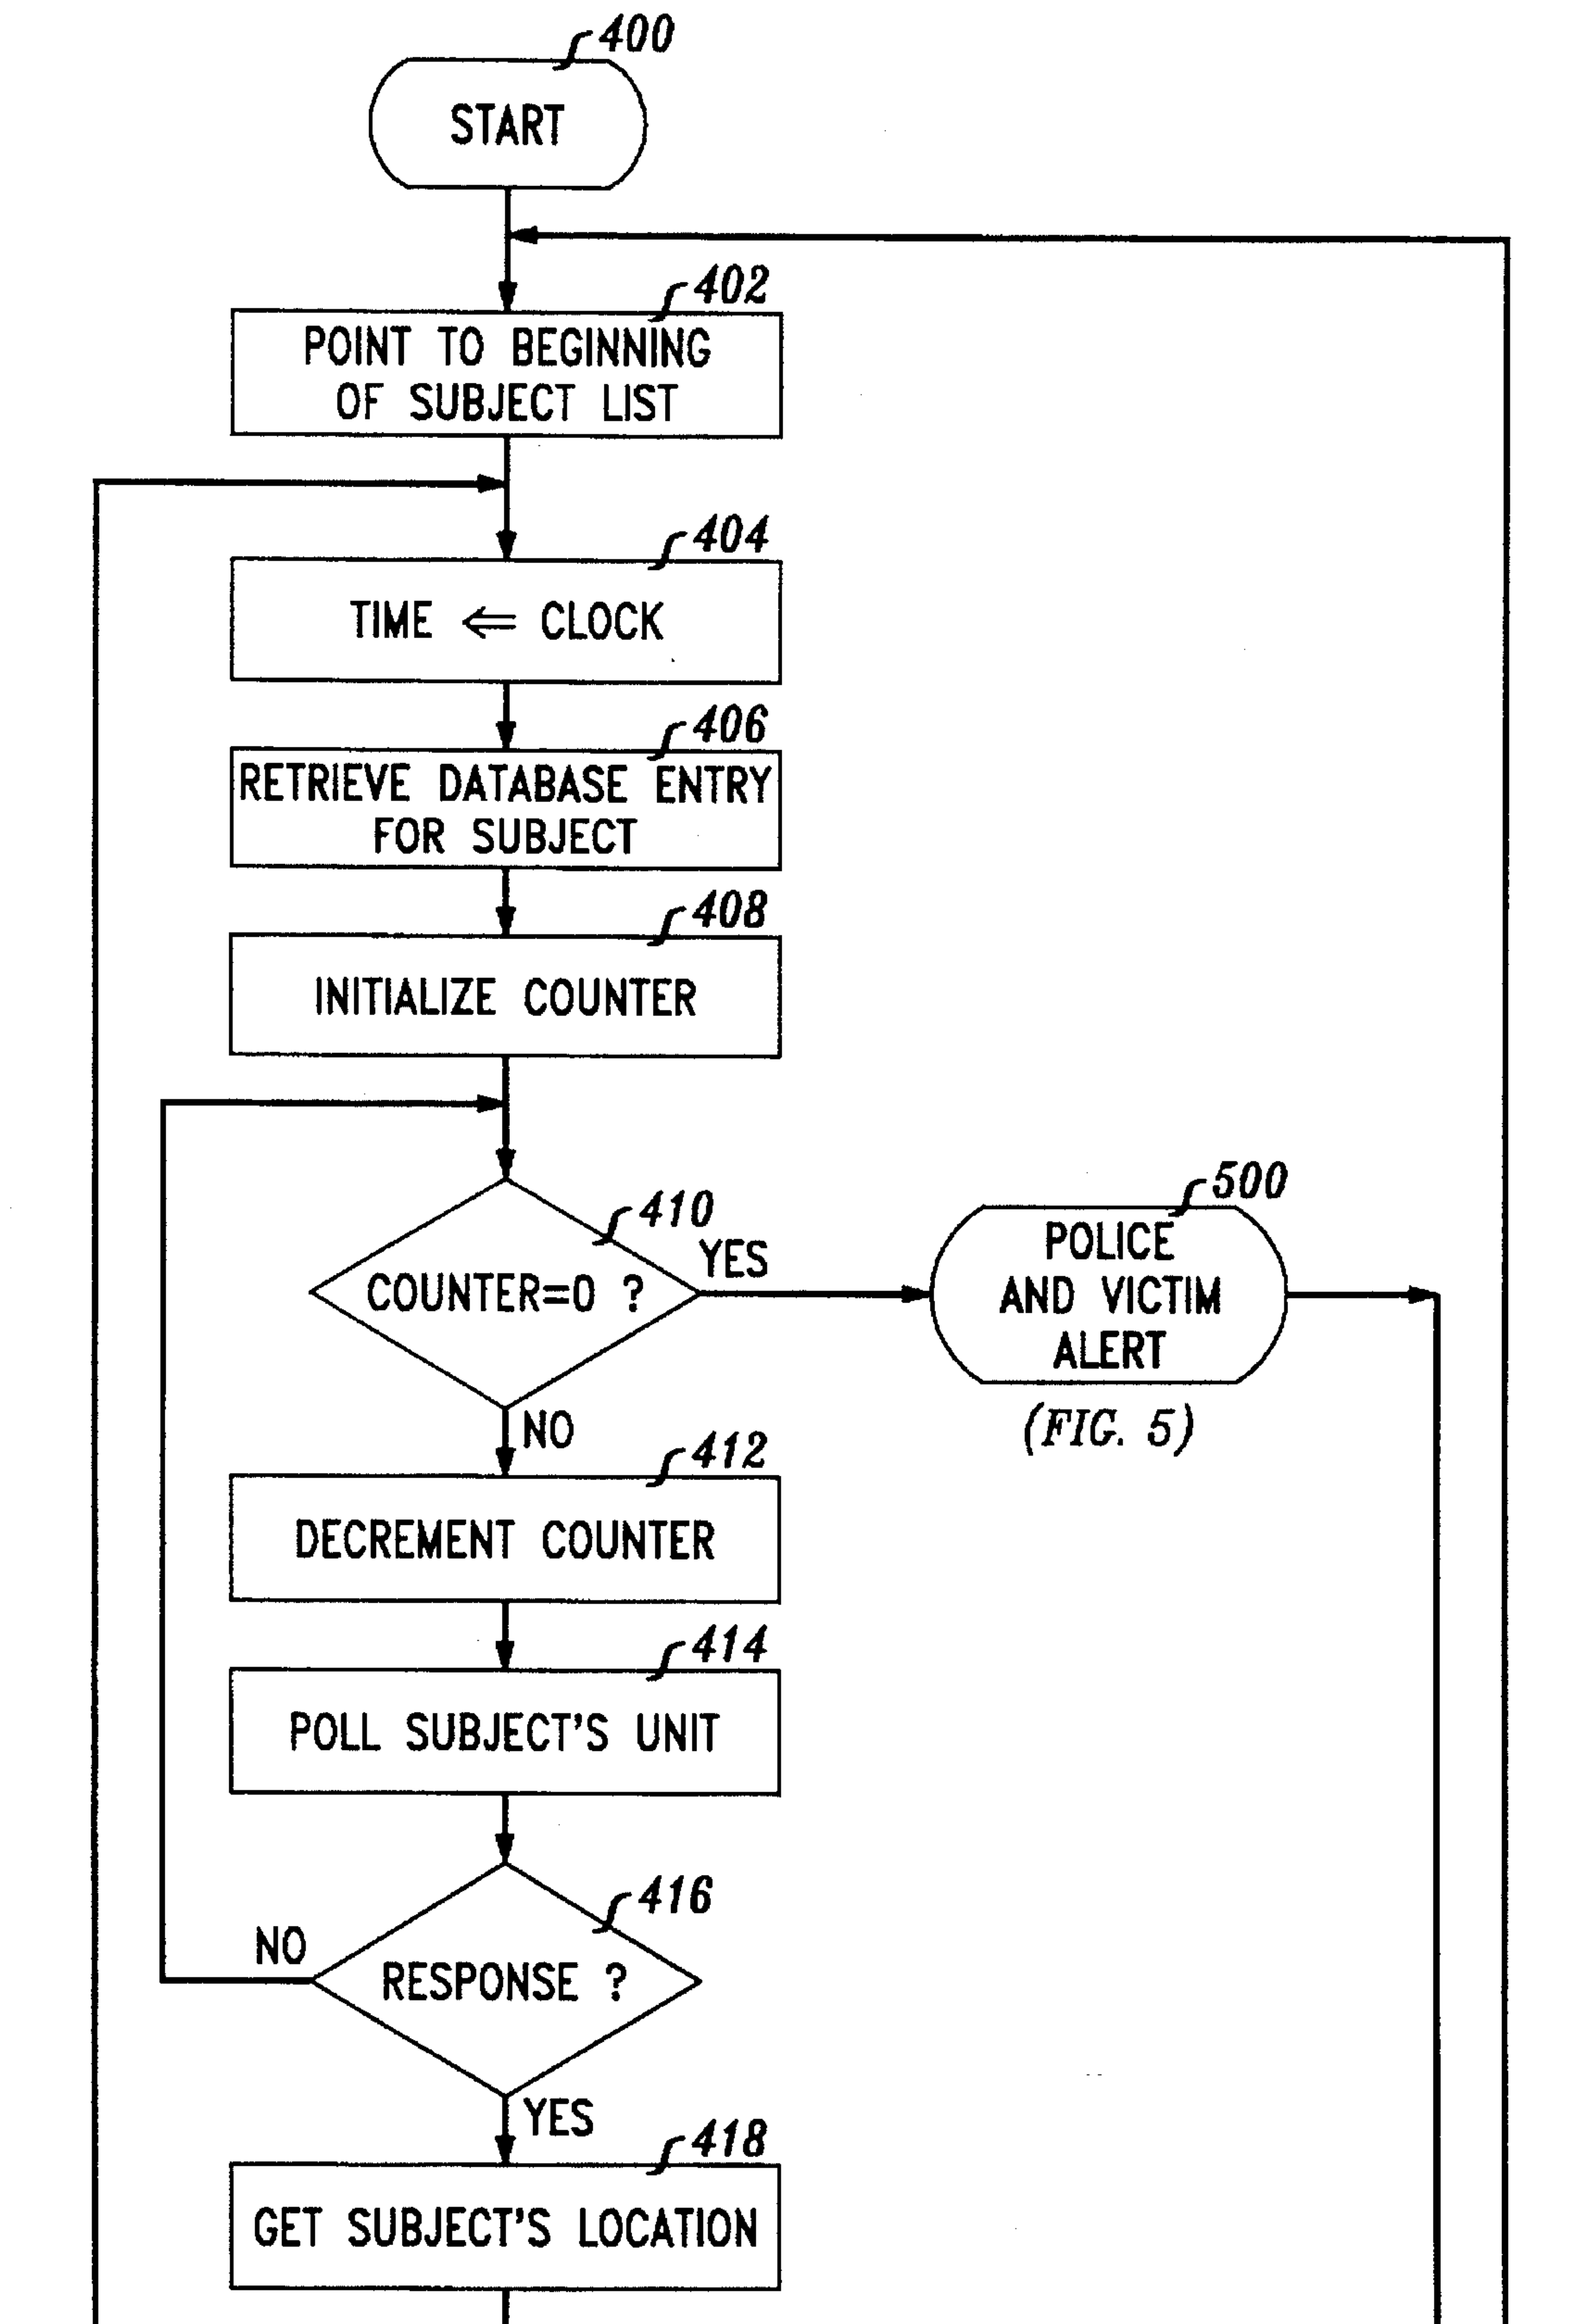 400
START
402
POINT TO BEGINNING
OF SUBJECT LIST
404
TIME ⇐ CLOCK
406
RETRIEVE DATABASE ENTRY
FOR SUBJECT
408
INITIALIZE COUNTER
410
COUNTER=0 ?
YES
500
POLICE
AND VICTIM
ALERT
(FIG. 5)
NO
412
DECREMENT COUNTER
414
POLL SUBJECT'S UNIT
416
RESPONSE ?
NO
YES
418
GET SUBJECT'S LOCATION